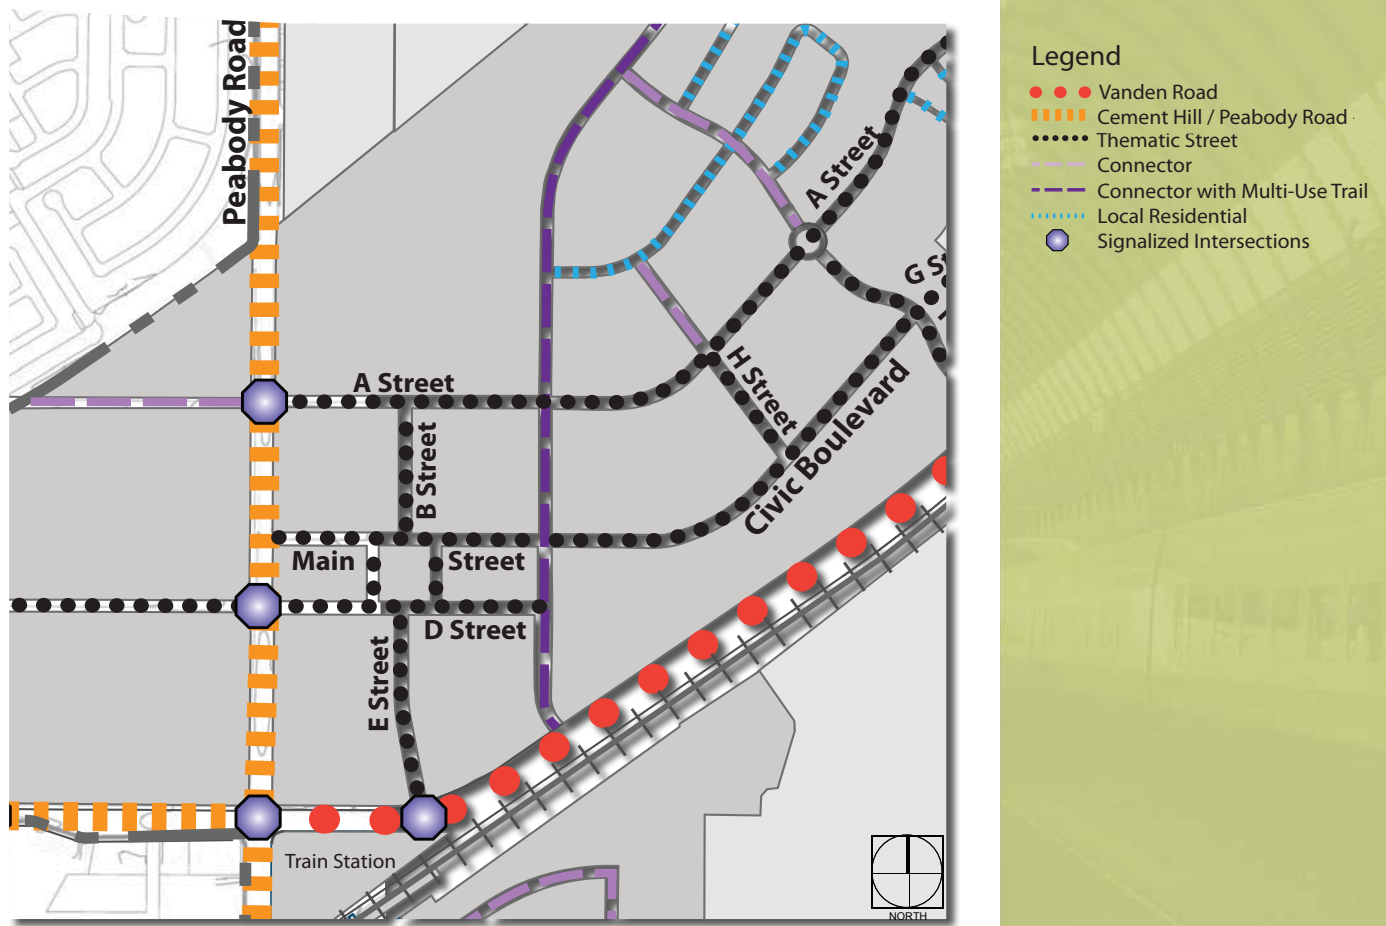 Peabody Road
A Street
A Street
G St
H Street
B Street
Civic Boulevard
Main Street
D Street
E Street
Train Station
NORTH
Legend
Vanden Road
Cement Hill / Peabody Road
Thematic Street
Connector
Connector with Multi-Use Trail
Local Residential
Signalized Intersections